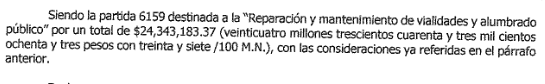 Siendo la partida 6159 destinada a la "Reparación y mantenimiento de vialidades y alumbrado
público" por un total de $24,343,183.37 (veinticuatro millones trescientos cuarenta y tres mil cientos
ochenta y tres pesos con treinta y siete /100 M.N.), con las consideraciones ya referidas en el párrafo
anterior.